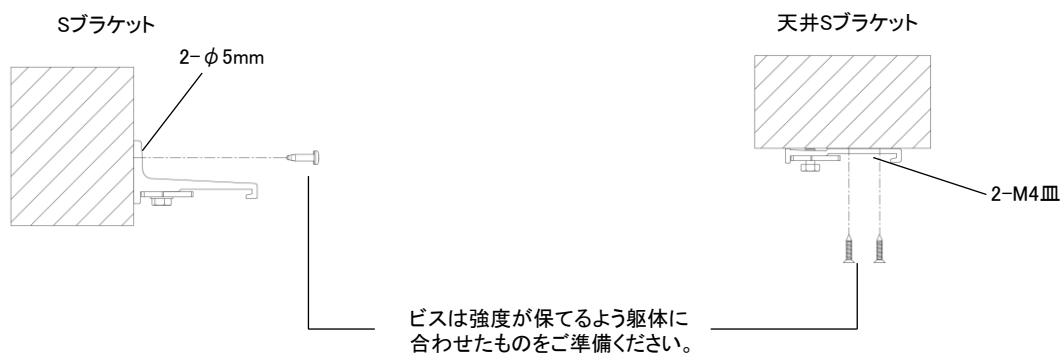 Sブラケット
2-φ5mm
天井Sブラケット
2-M4皿
ビスは強度が保てるよう躯体に
合わせたものをご準備ください。